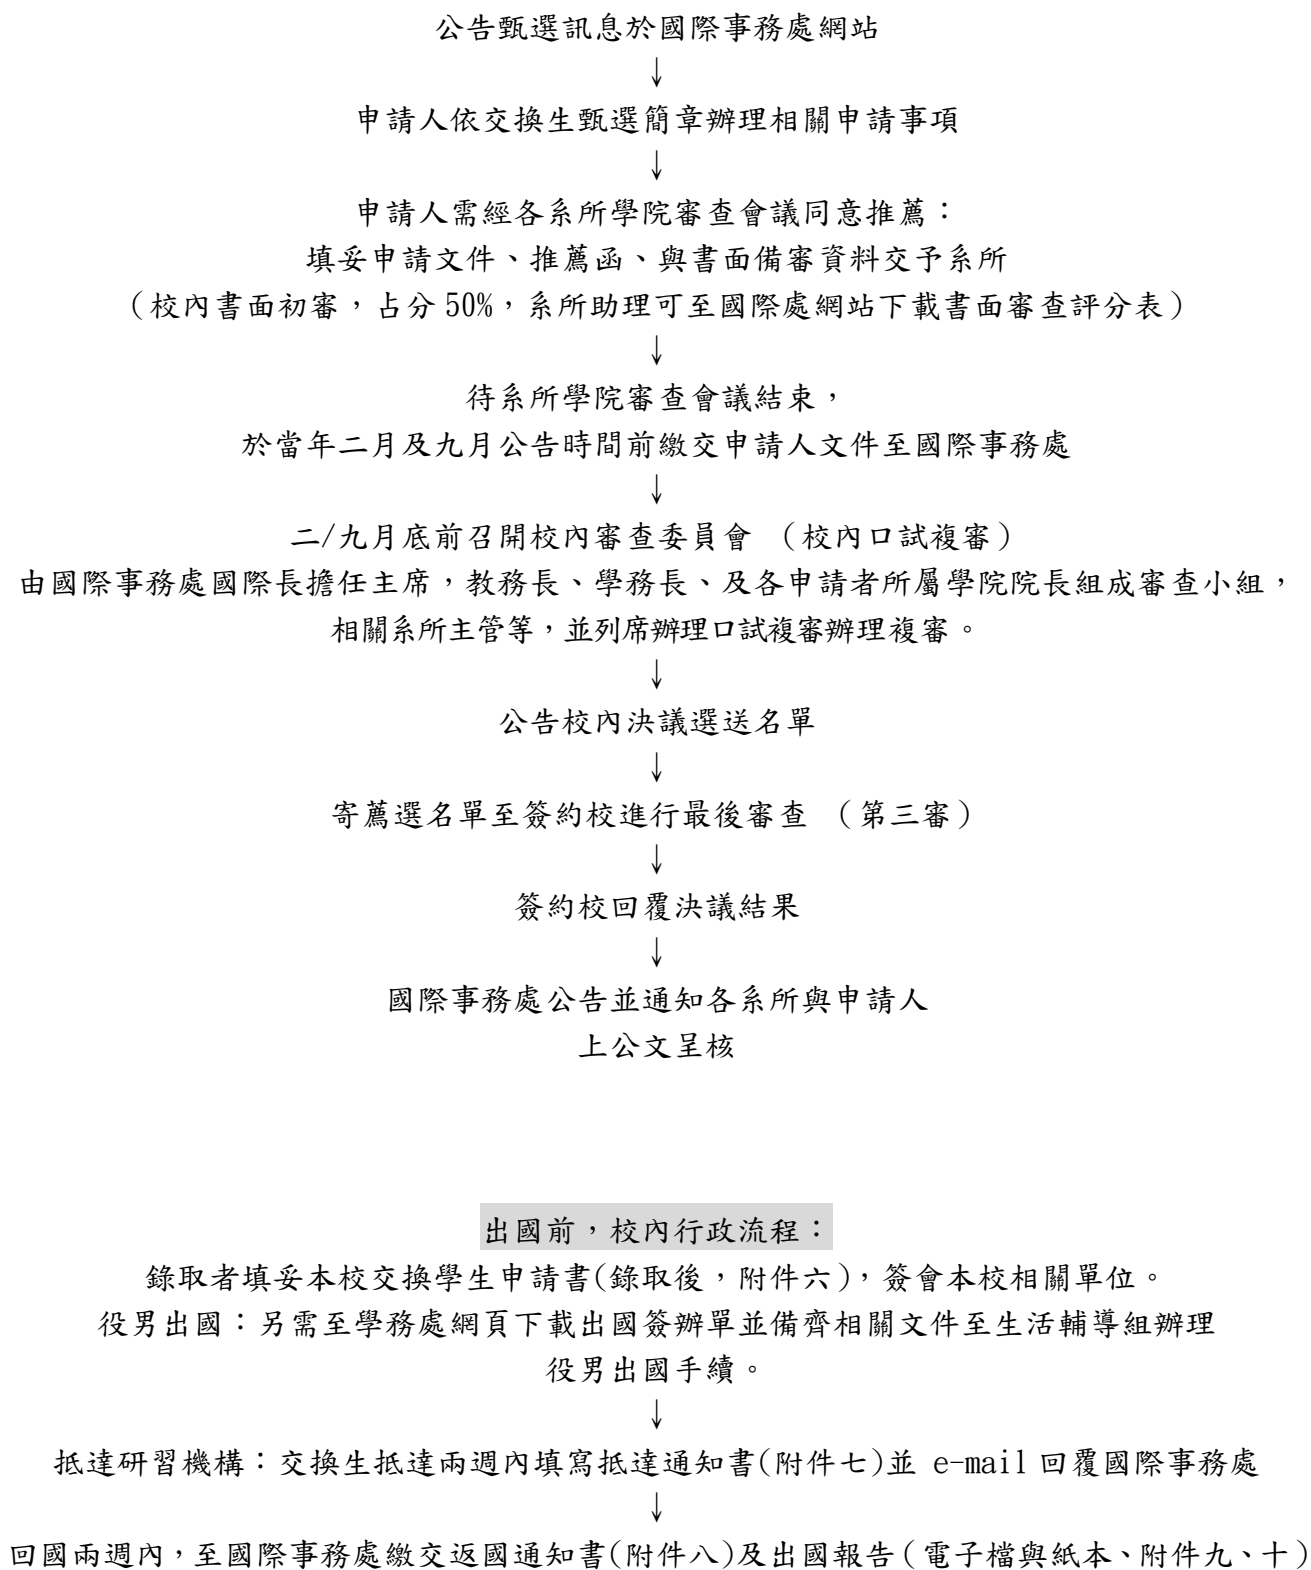 公告甄選訊息於國際事務處網站
↓
申請人依交換生甄選簡章辦理相關申請事項
↓
申請人需經各系所學院審查會議同意推薦：
填妥申請文件、推薦函、與書面備審資料交予系所
（校內書面初審，占分 50%，系所助理可至國際處網站下載書面審查評分表）
↓
待系所學院審查會議結束，
於當年二月及九月公告時間前繳交申請人文件至國際事務處
↓
二/九月底前召開校內審查委員會 （校內口試複審）
由國際事務處國際長擔任主席，教務長、學務長、及各申請者所屬學院院長組成審查小組，
相關系所主管等，並列席辦理口試複審辦理複審。
↓
公告校內決議選送名單
↓
寄薦選名單至簽約校進行最後審查 （第三審）
↓
簽約校回覆決議結果
↓
國際事務處公告並通知各系所與申請人
上公文呈核
出國前，校內行政流程：
錄取者填妥本校交換學生申請書(錄取後，附件六)，簽會本校相關單位。
役男出國：另需至學務處網頁下載出國簽辦單並備齊相關文件至生活輔導組辦理
役男出國手續。
↓
抵達研習機構：交換生抵達兩週內填寫抵達通知書(附件七)並 e-mail 回覆國際事務處
↓
回國兩週內，至國際事務處繳交返國通知書(附件八)及出國報告（電子檔與紙本、附件九、十）